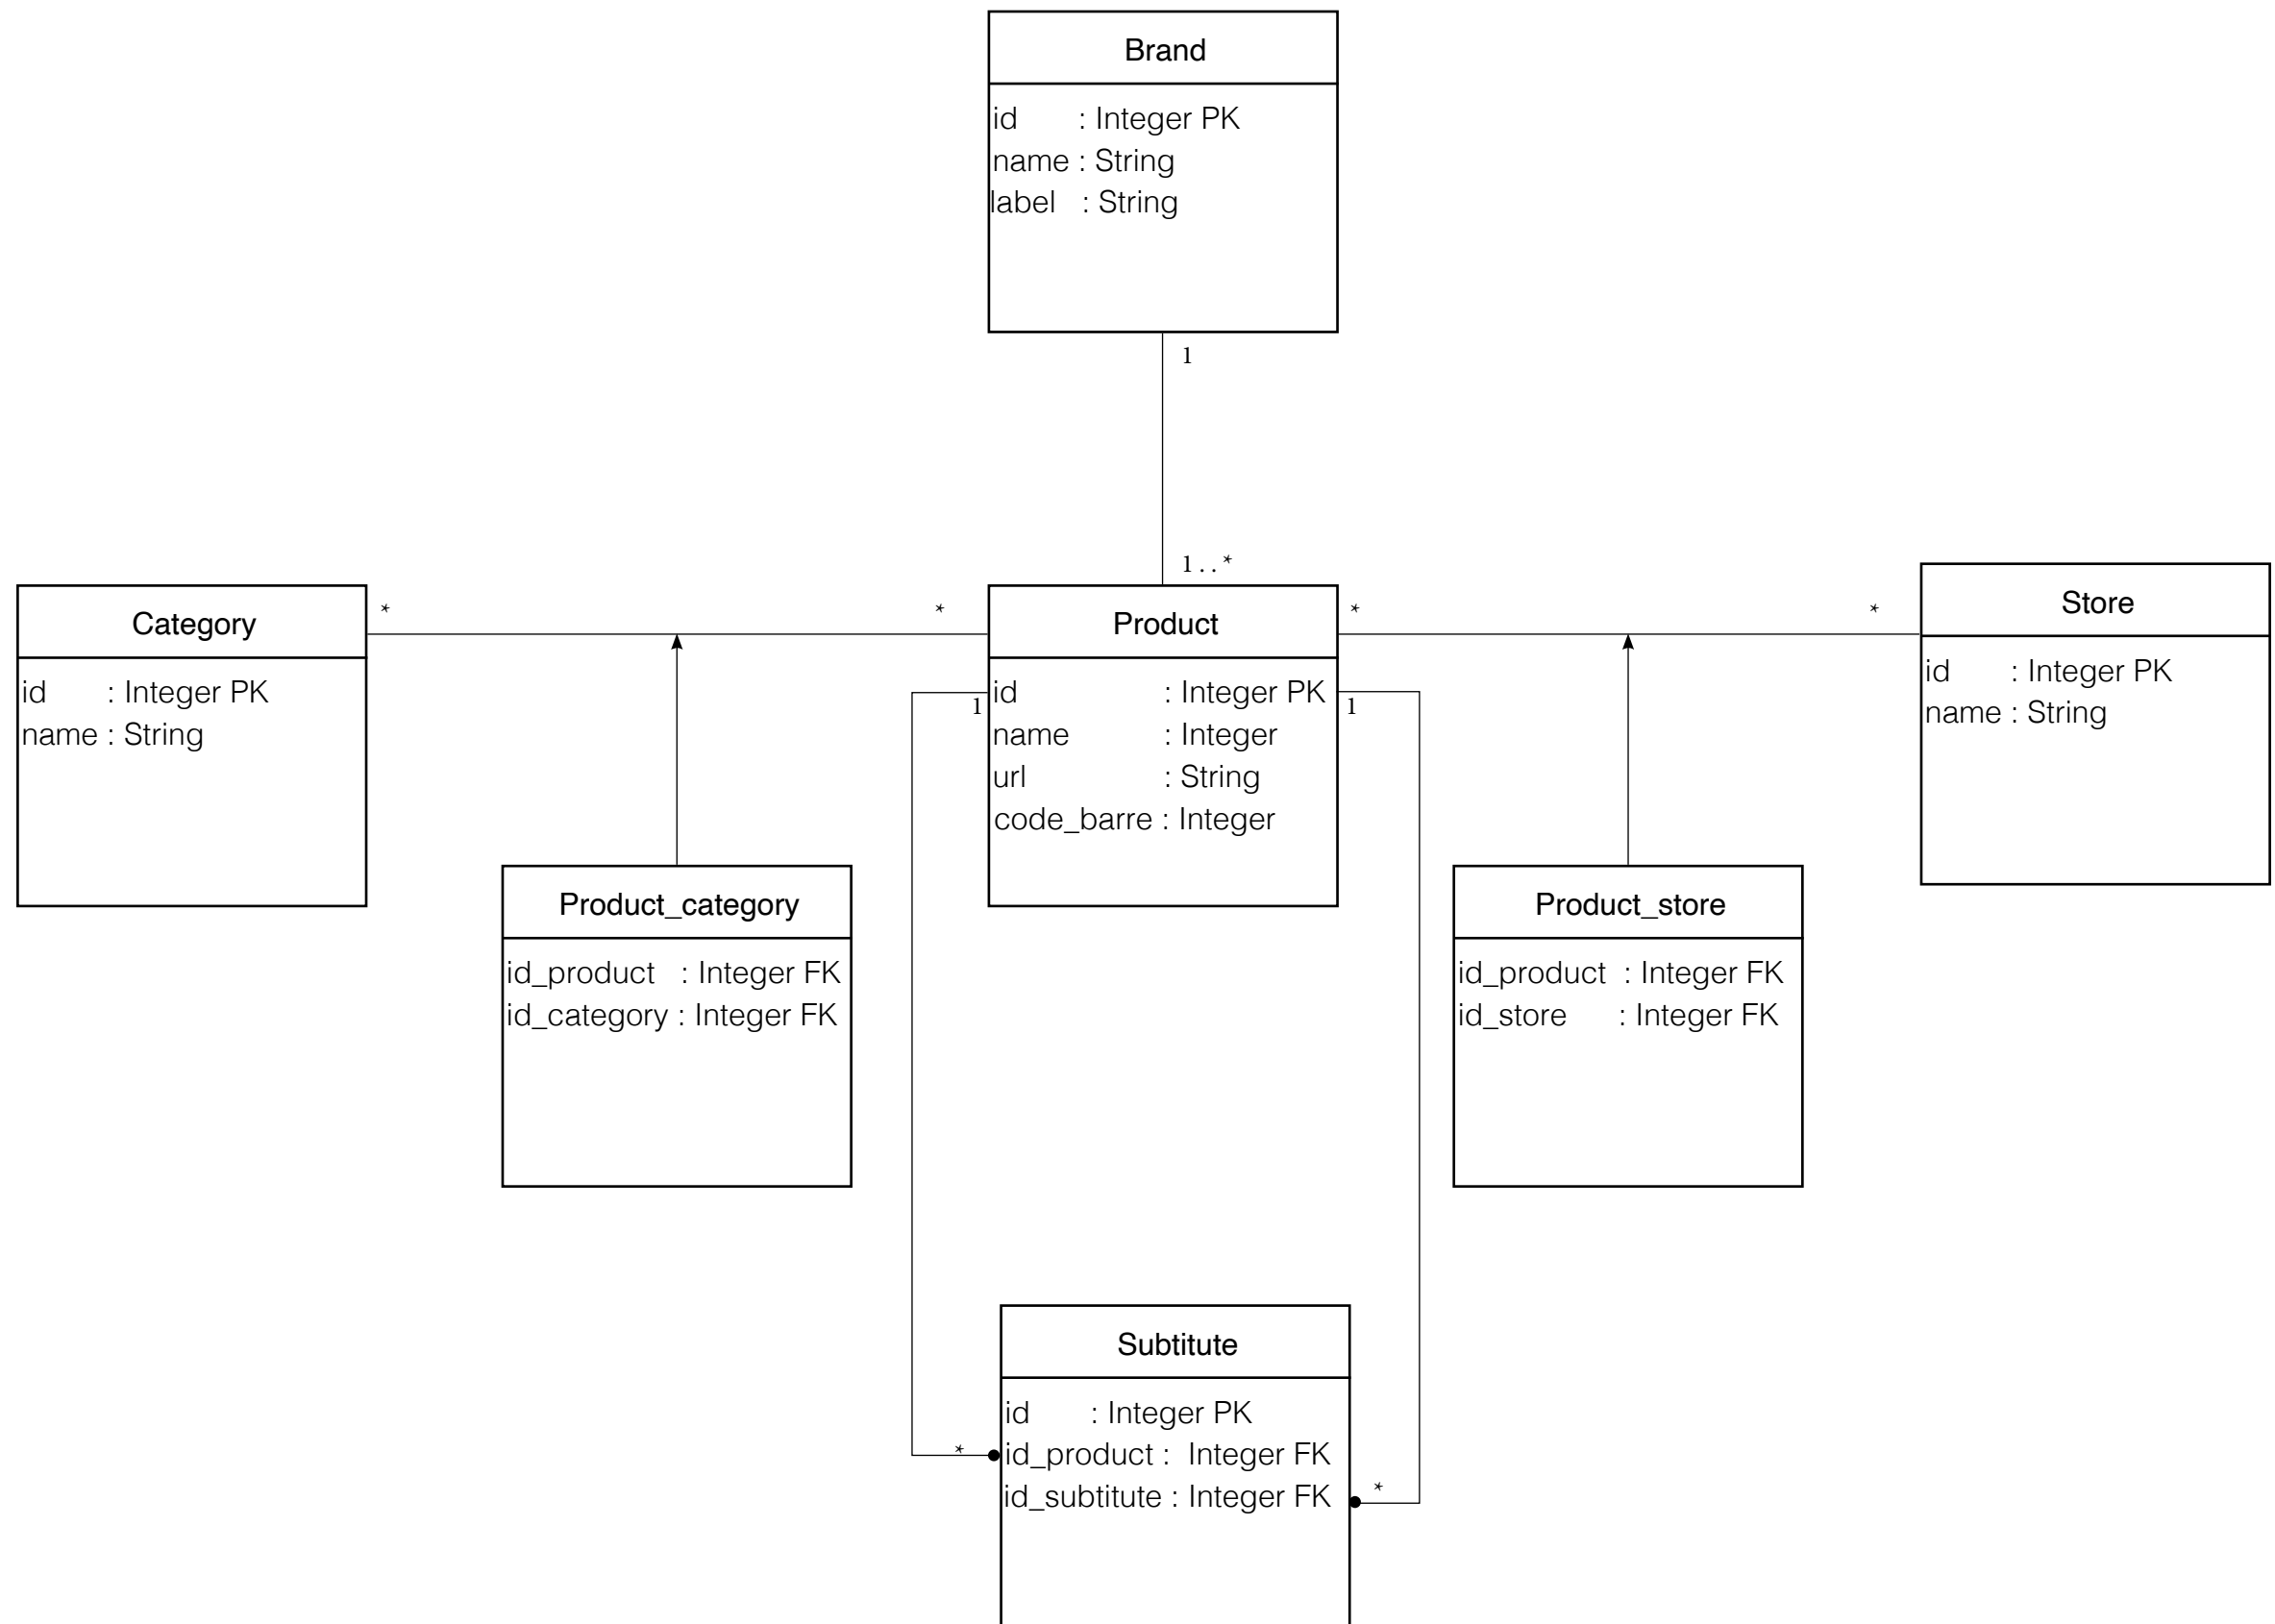 Brand
id : Integer PK
name : String
label : String
1
1..*
Category
id : Integer PK
name : String
*
*
Product
id : Integer PK
name : Integer
url : String
code_barre : Integer
*
*
Store
id : Integer PK
name : String
1
1
Product_category
id_product : Integer FK
id_category : Integer FK
Product_store
id_product : Integer FK
id_store : Integer FK
Subtitute
id : Integer PK
id_product : Integer FK
id_subtitute : Integer FK
*
*